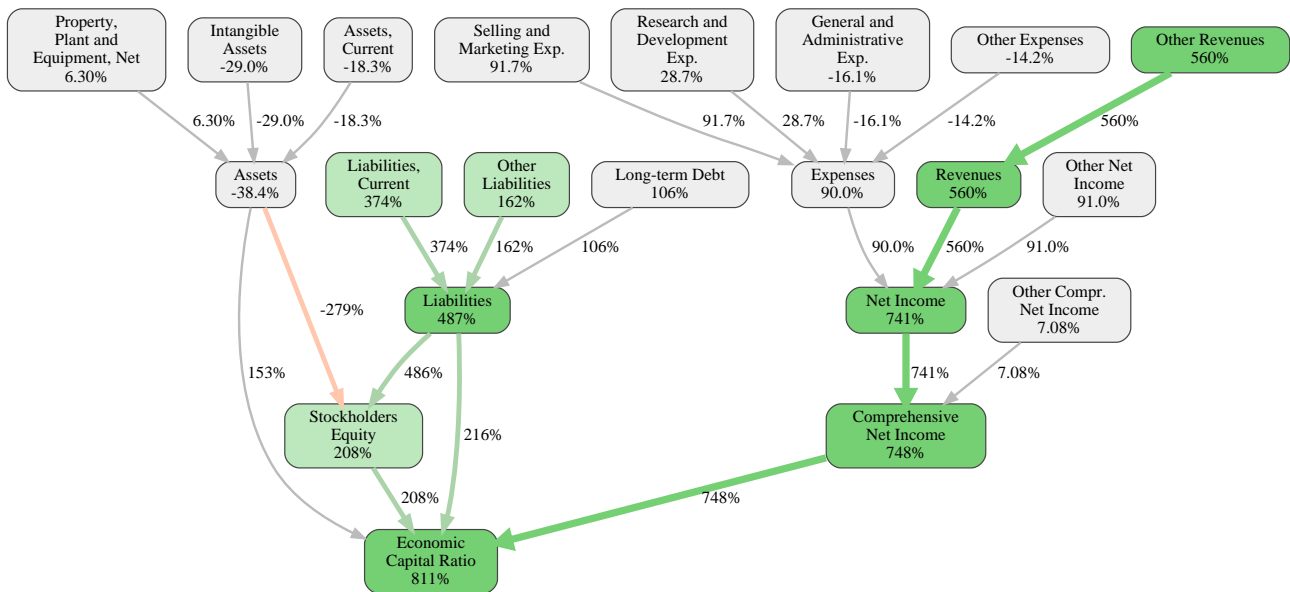 Property,
Plant and
Equipment, Net
6.30%
Intangible
Assets
-29.0%
Assets,
Current
-18.3%
Selling and
Marketing Exp.
91.7%
Research and
Development
Exp.
28.7%
General and
Administrative
Exp.
-16.1%
Other Expenses
-14.2%
Other Revenues
560%
6.30%
-29.0%
-18.3%
91.7%
28.7%
-16.1%
-14.2%
560%
Assets
-38.4%
Liabilities,
Current
374%
Other
Liabilities
162%
Long-term Debt
106%
Expenses
90.0%
Revenues
560%
Other Net
Income
91.0%
374%
162%
106%
90.0%
560%
91.0%
-279%
Liabilities
487%
Net Income
741%
Other Compr.
Net Income
7.08%
153%
486%
741%
7.08%
Stockholders
Equity
208%
216%
Comprehensive
Net Income
748%
208%
748%
Economic
Capital Ratio
811%